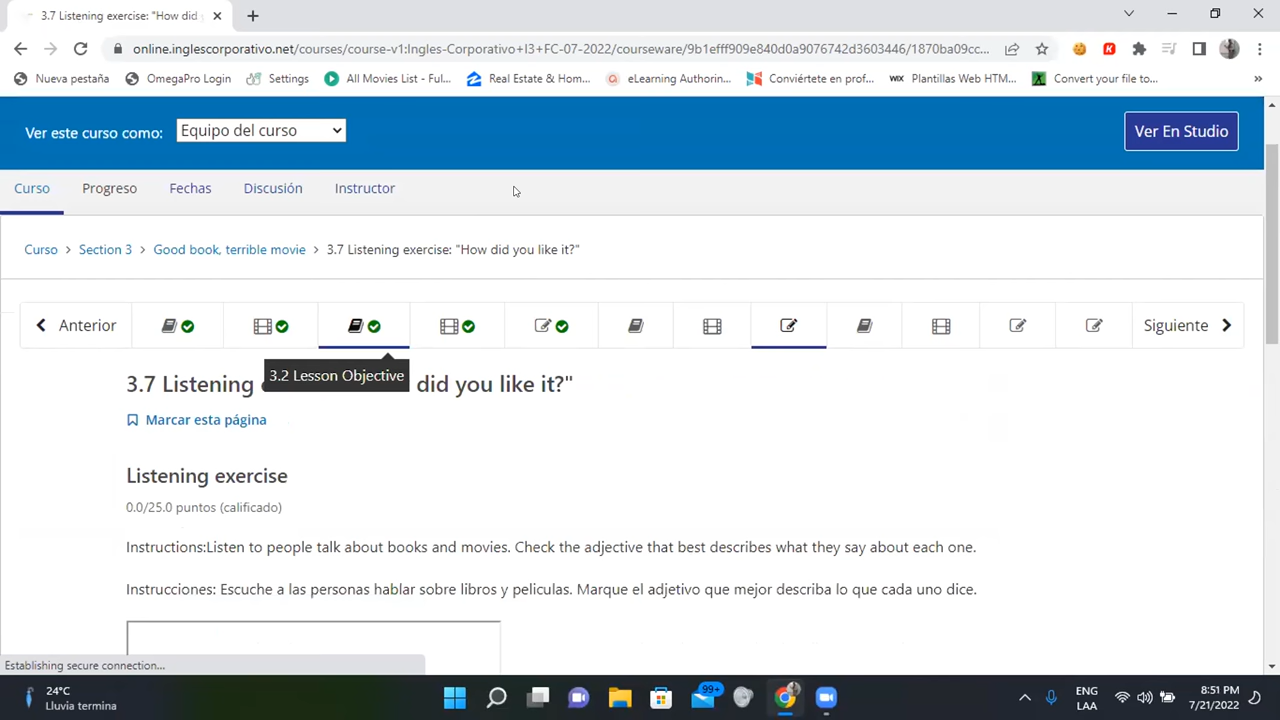 3.7 Listening exercise: "How did y
online.inglescorporativo.net/courses/course-v1:Ingles-Corporativo+I3+FC-07-2022/courseware/9b1efff909e840d0a9076742d3603446/1870ba09cc...
Nueva pestaña OmegaPro Login Settings All Movies List - Ful... Real Estate & Hom... eLearning Authorin... Conviértete en prof... WIX Plantillas Web HTM... Convert your file to... »
Ver este curso como: Equipo del curso Ver En Studio
Curso Progreso Fechas Discusión Instructor
Curso > Section 3 > Good book, terrible movie > 3.7 Listening exercise: "How did you like it?"
Anterior Siguiente
3.2 Lesson Objective
3.7 Listening did you like it?"
Marcar esta página
Listening exercise
0.0/25.0 puntos (calificado)
Instructions:Listen to people talk about books and movies. Check the adjective that best describes what they say about each one.
Instrucciones: Escuche a las personas hablar sobre libros y peliculas. Marque el adjetivo que mejor describa lo que cada uno dice.
Establishing secure connection...
24°C
Lluvia termina
99+
ENG
LAA
8:51 PM
7/21/2022